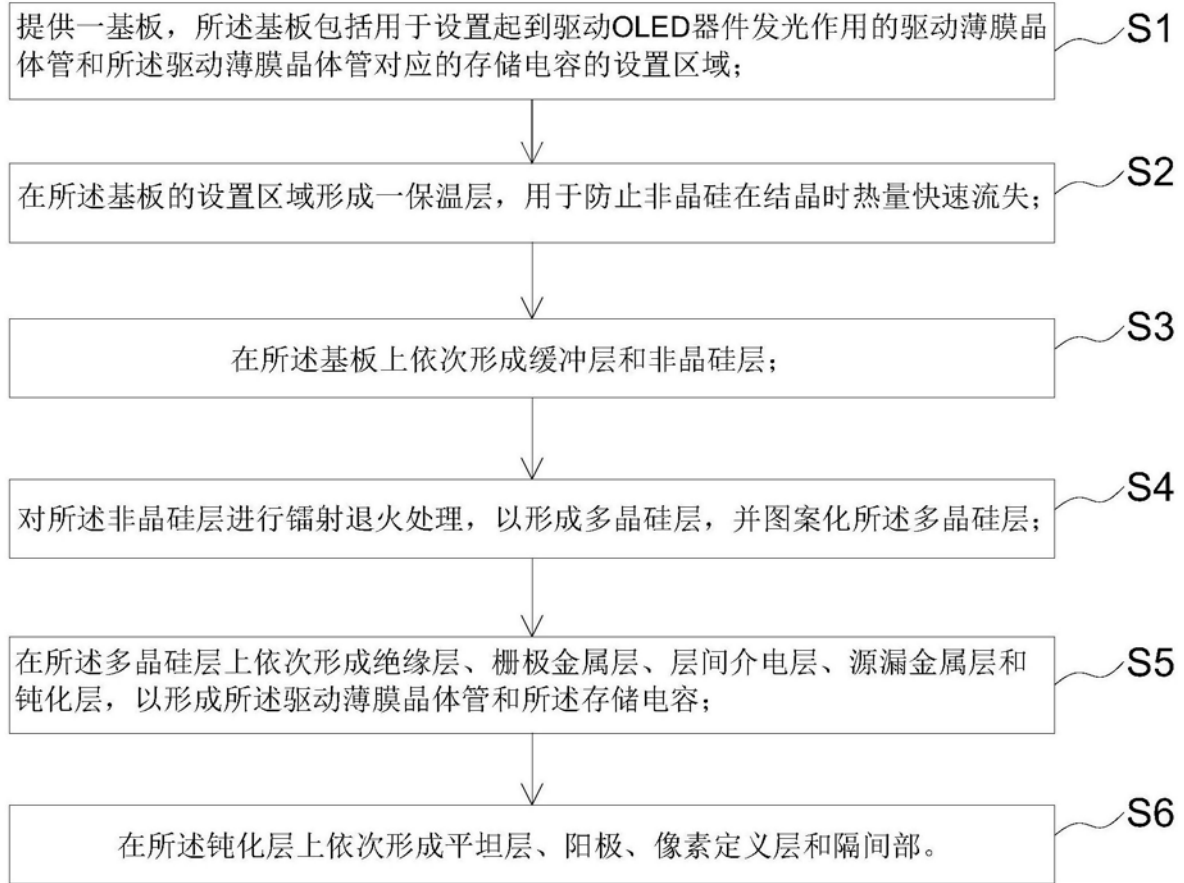 提供一基板，所述基板包括用于设置起到驱动OLED器件发光作用的驱动薄膜晶
体管和所述驱动薄膜晶体管对应的存储电容的设置区域；
S1
在所述基板的设置区域形成一保温层，用于防止非晶硅在结晶时热量快速流失；
S2
在所述基板上依次形成缓冲层和非晶硅层；
S3
对所述非晶硅层进行镭射退火处理，以形成多晶硅层，并图案化所述多晶硅层；
S4
在所述多晶硅层上依次形成绝缘层、栅极金属层、层间介电层、源漏金属层和
钝化层，以形成所述驱动薄膜晶体管和所述存储电容；
S5
在所述钝化层上依次形成平坦层、阳极、像素定义层和隔间部。
S6